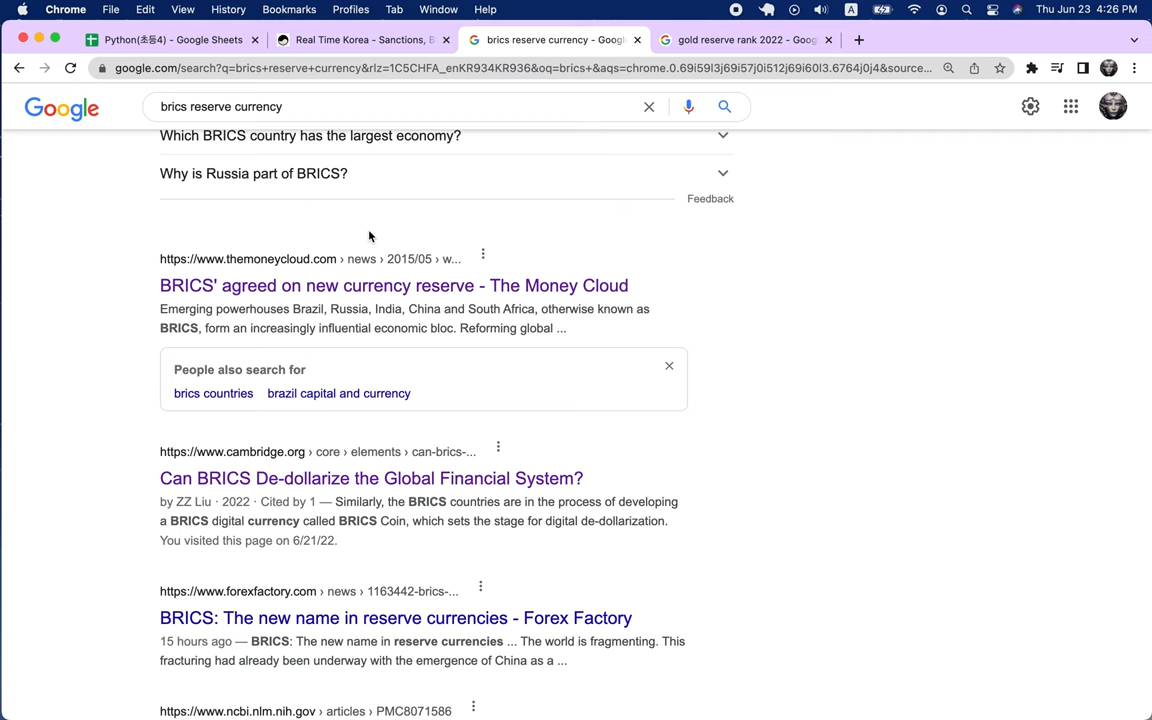 Chrome File Edit View History Bookmarks Profiles Tab Window Help A Thu Jun 23 4:26 PM
Python(초등4) - Google Sheets Real Time Korea - Sanctions, B brics reserve currency - Googl gold reserve rank 2022 - Goog
google.com/search?q=brics+reserve+currency&rlz=1C5CHFA_enKR934KR936&oq=brics+&aqs=chrome.0.69i59l3j69i57j0i512j69i60l3.6764j0j4&source...
Google brics reserve currency
Which BRICS country has the largest economy?
Why is Russia part of BRICS?
Feedback
https://www.themoneycloud.com › news › 2015/05 › w...
BRICS' agreed on new currency reserve - The Money Cloud
Emerging powerhouses Brazil, Russia, India, China and South Africa, otherwise known as
BRICS, form an increasingly influential economic bloc. Reforming global ...
People also search for
brics countries brazil capital and currency
https://www.cambridge.org › core › elements › can-brics-...
Can BRICS De-dollarize the Global Financial System?
by ZZ Liu · 2022 · Cited by 1 — Similarly, the BRICS countries are in the process of developing
a BRICS digital currency called BRICS Coin, which sets the stage for digital de-dollarization.
You visited this page on 6/21/22.
https://www.forexfactory.com › news › 1163442-brics-...
BRICS: The new name in reserve currencies - Forex Factory
15 hours ago — BRICS: The new name in reserve currencies ... The world is fragmenting. This
fracturing had already been underway with the emergence of China as a ...
https://www.ncbi.nlm.nih.gov › articles › PMC8071586